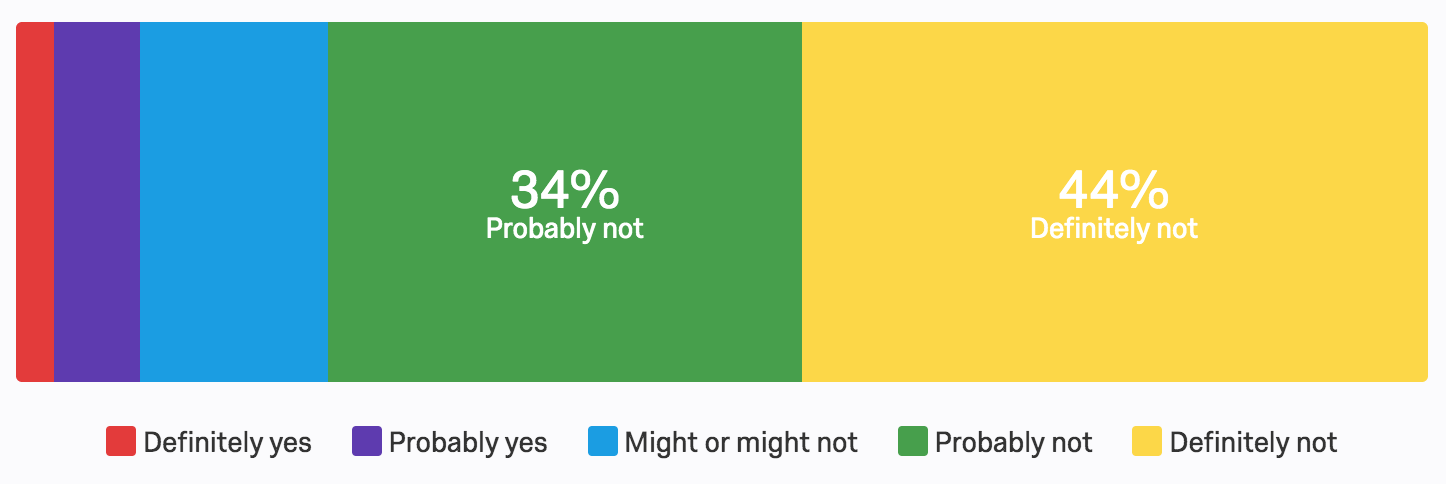 34%
Probably not
44%
Definitely not
Definitely yes
Probably yes
Might or might not
Probably not
Definitely not